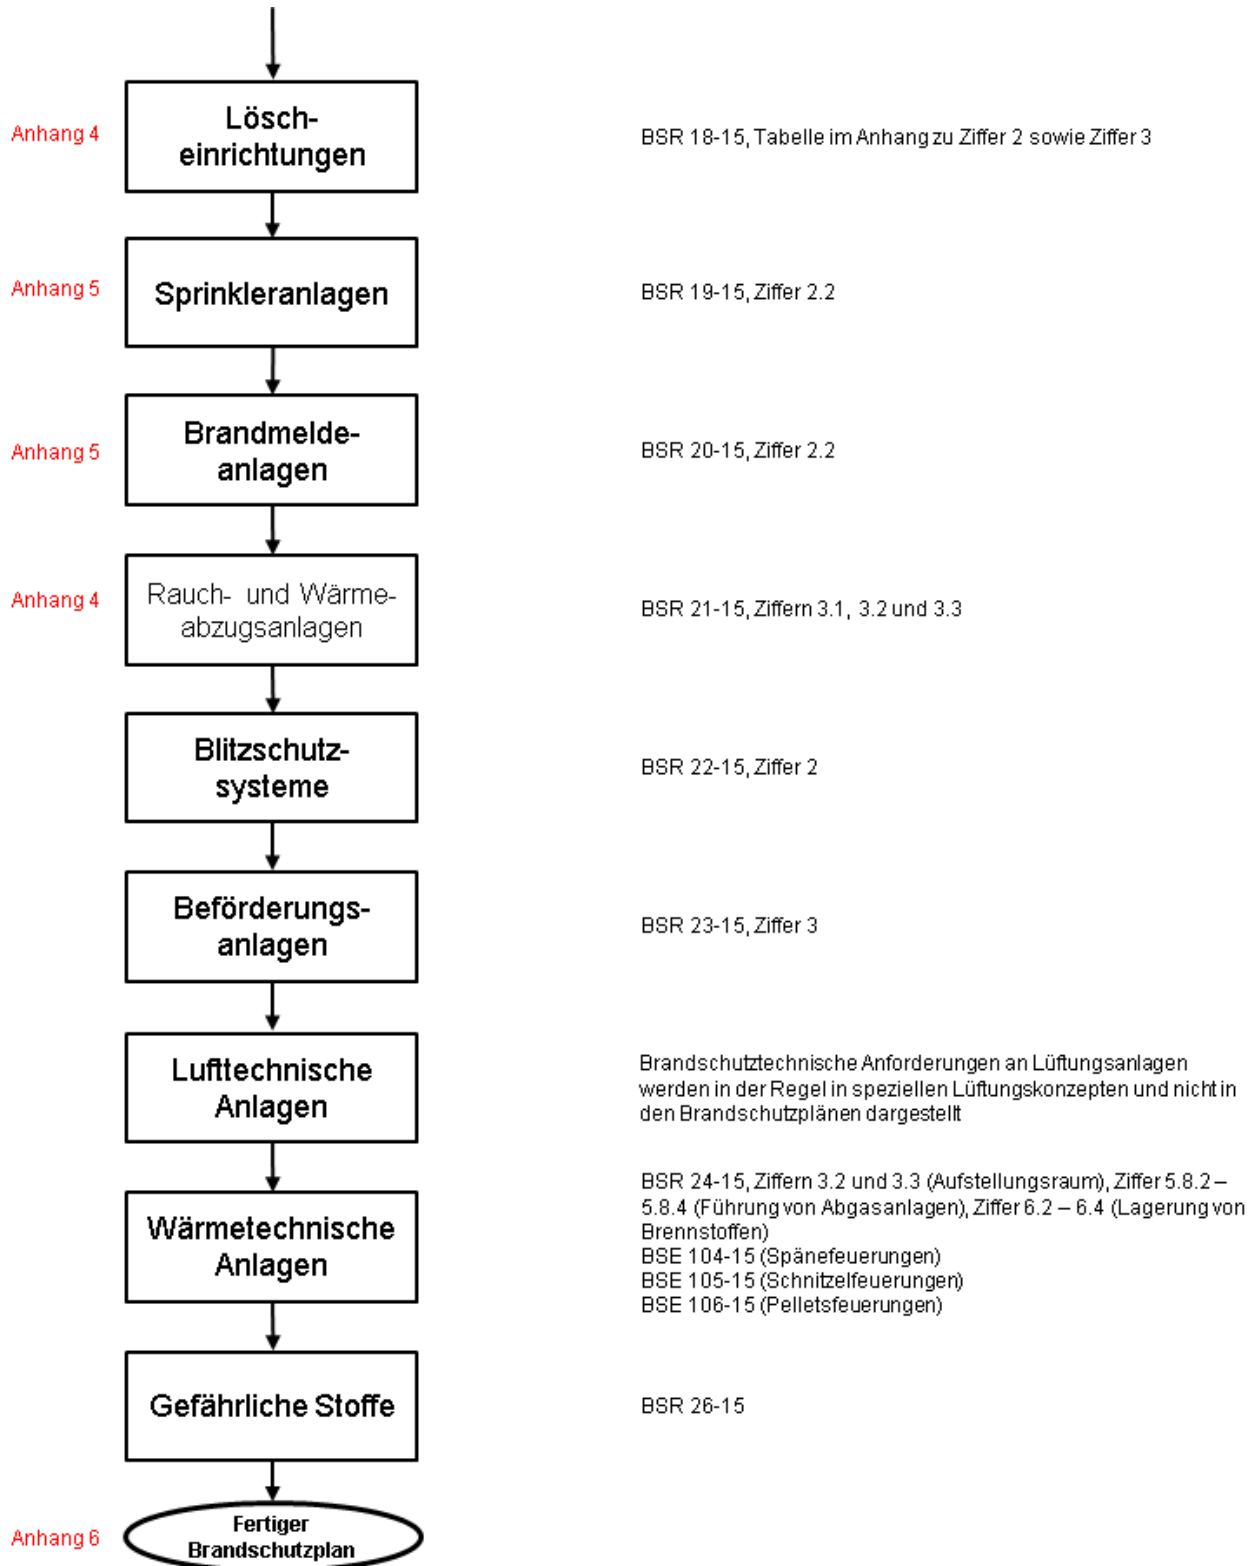 Anhang 4
Lösch-
einrichtungen
BSR 18-15, Tabelle im Anhang zu Ziffer 2 sowie Ziffer 3
Anhang 5
Sprinkleranlagen
BSR 19-15, Ziffer 2.2
Anhang 5
Brandmelde-
anlagen
BSR 20-15, Ziffer 2.2
Anhang 4
Rauch- und Wärme-
abzugsanlagen
BSR 21-15, Ziffern 3.1, 3.2 und 3.3
Blitzschutz-
systeme
BSR 22-15, Ziffer 2
Beförderungs-
anlagen
BSR 23-15, Ziffer 3
Lufttechnische
Anlagen
Brandschutztechnische Anforderungen an Lüftungsanlagen
werden in der Regel in speziellen Lüftungskonzepten und nicht in
den Brandschutzplänen dargestellt
Wärmetechnische
Anlagen
BSR 24-15, Ziffern 3.2 und 3.3 (Aufstellungsraum), Ziffer 5.8.2 –
5.8.4 (Führung von Abgasanlagen), Ziffer 6.2 – 6.4 (Lagerung von
Brennstoffen)
BSE 104-15 (Spänefeuerungen)
BSE 105-15 (Schnitzelfeuerungen)
BSE 106-15 (Pelletsfeuerungen)
Gefährliche Stoffe
BSR 26-15
Anhang 6
Fertiger
Brandschutzplan